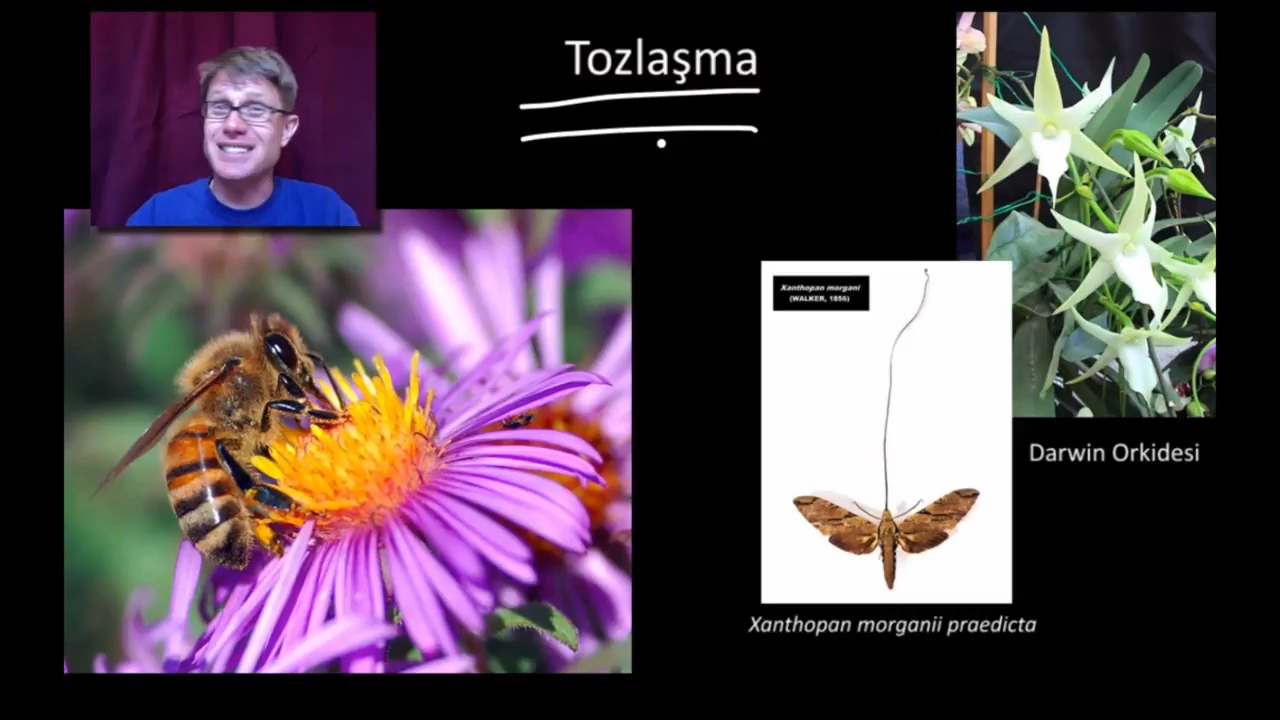 Tozlaşma
Xanthopan morgani
(WALKER, 1856)
Darwin Orkidesi
Xanthopan morganii praedicta